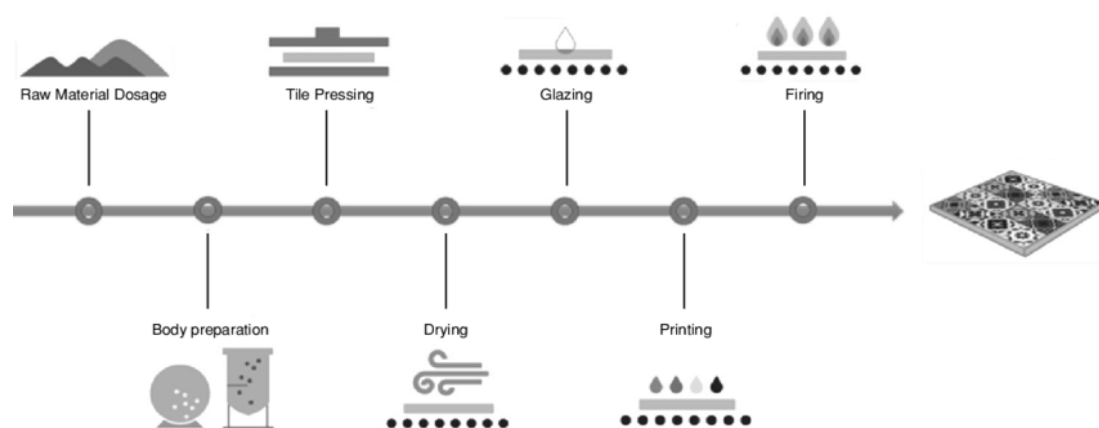 Raw Material Dosage
Tile Pressing
Glazing
Firing
Body preparation
Drying
Printing